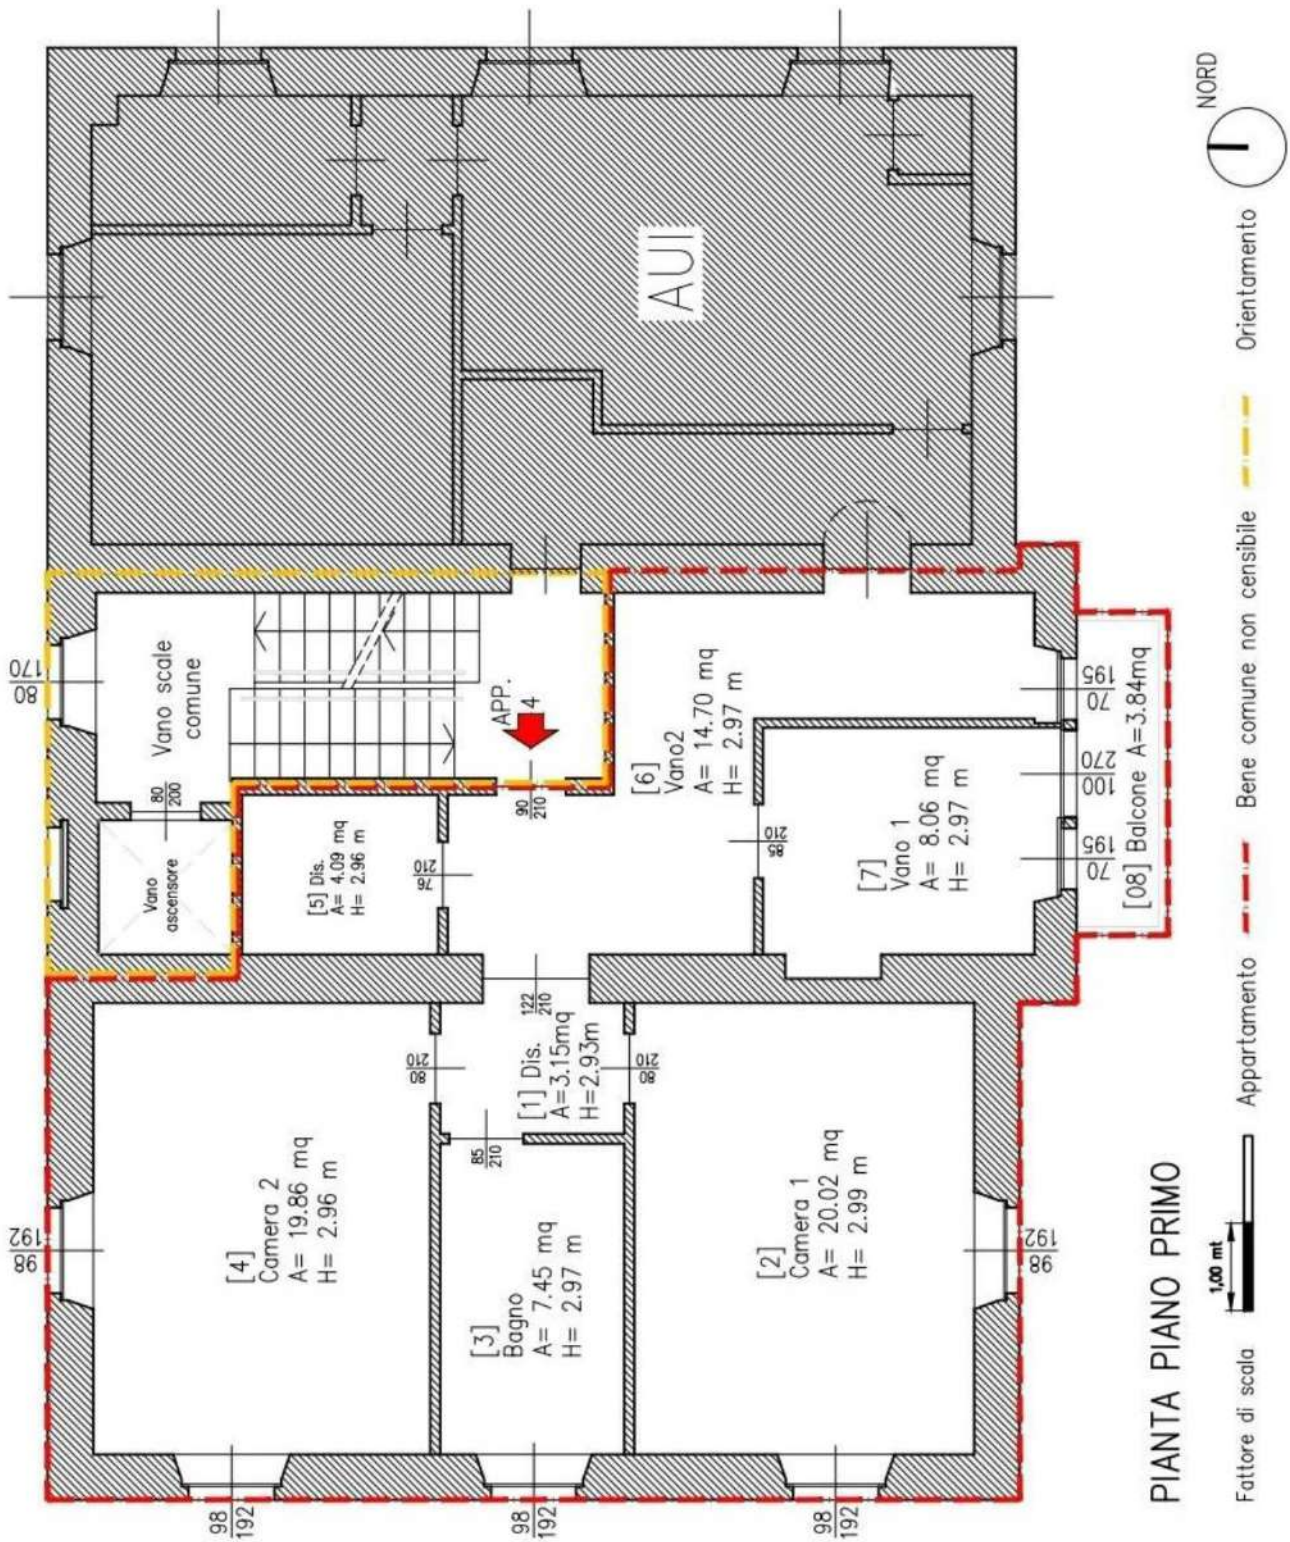 170
80
Vano scale
comune
80
200
Vano
ascensore
APP.
4
90
210
AUI
[5] Dis.
A= 4.09 mq
H= 2.96 m
76
210
[6]
Vano2
A= 14.70 mq
H= 2.97 m
85
210
[7]
Vano 1
A= 8.06 mq
H= 2.97 m
70
195
100
270
70
195
[08] Balcone A=3.84mq
122
210
[1] Dis.
A=3.15mq
H=2.93m
80
210
80
210
85
210
98
192
[4]
Camera 2
A= 19.86 mq
H= 2.96 m
[3]
Bagno
A= 7.45 mq
H= 2.97 m
[2]
Camera 1
A= 20.02 mq
H= 2.99 m
98
192
98
192
98
192
98
192
PIANTA PIANO PRIMO
Fattore di scala
1,00 mt
Appartamento
Bene comune non censibile
Orientamento
NORD